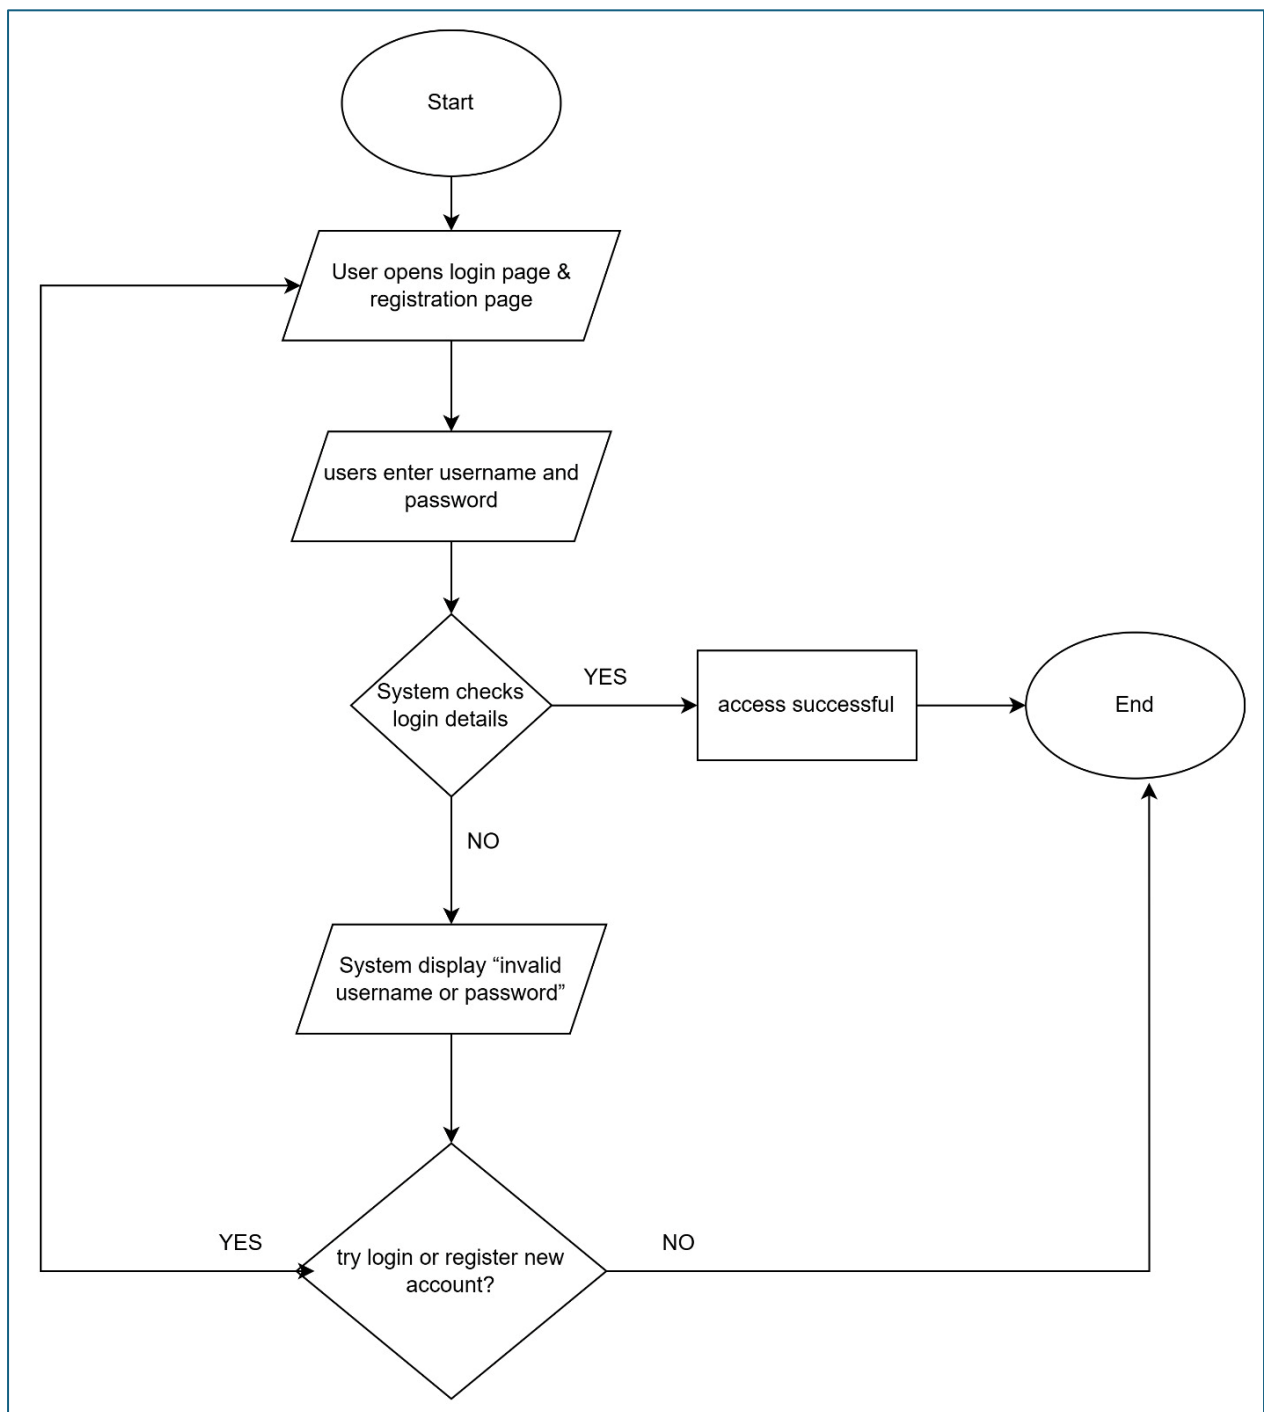 Start
User opens login page &
registration page
users enter username and
password
System checks
login details
YES
access successful
End
NO
System display “invalid
username or password”
YES
try login or register new
account?
NO